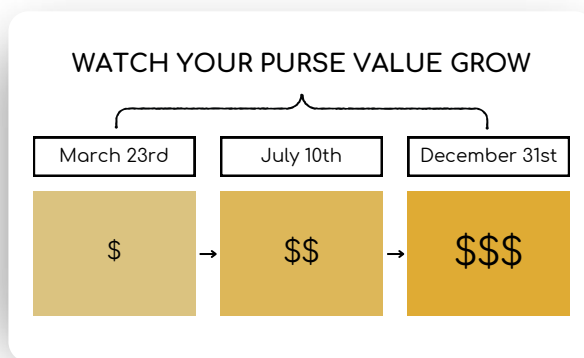 WATCH YOUR PURSE VALUE GROW
March 23rd
July 10th
December 31st
$
→
$$
→
$$$